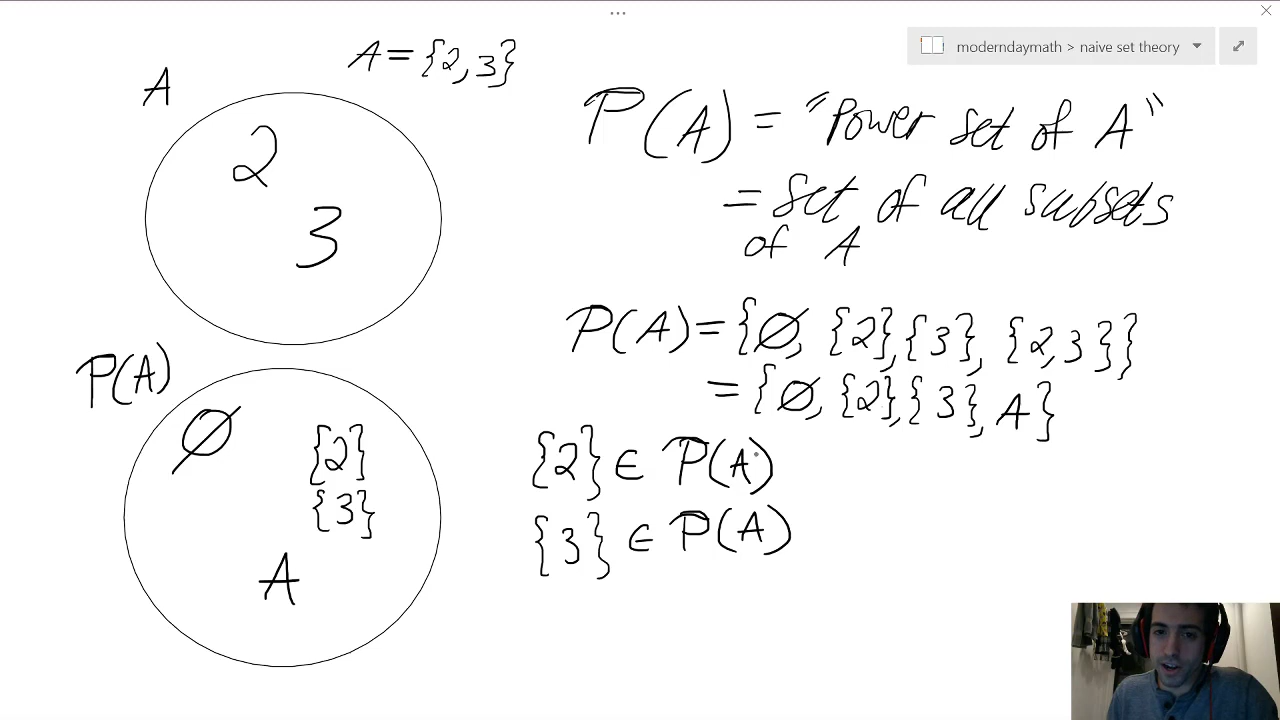 ...
moderndaymath > naive set theory
A = {2,3}
A
2
3
P(A) = "Power set of A"
= set of all subsets
of A
P(A) = {∅, {2}, {3}, {2,3}}
= {∅, {2}, {3}, A}
P(A)
∅
{2}
{3}
A
{2} ∈ P(A)
{3} ∈ P(A)